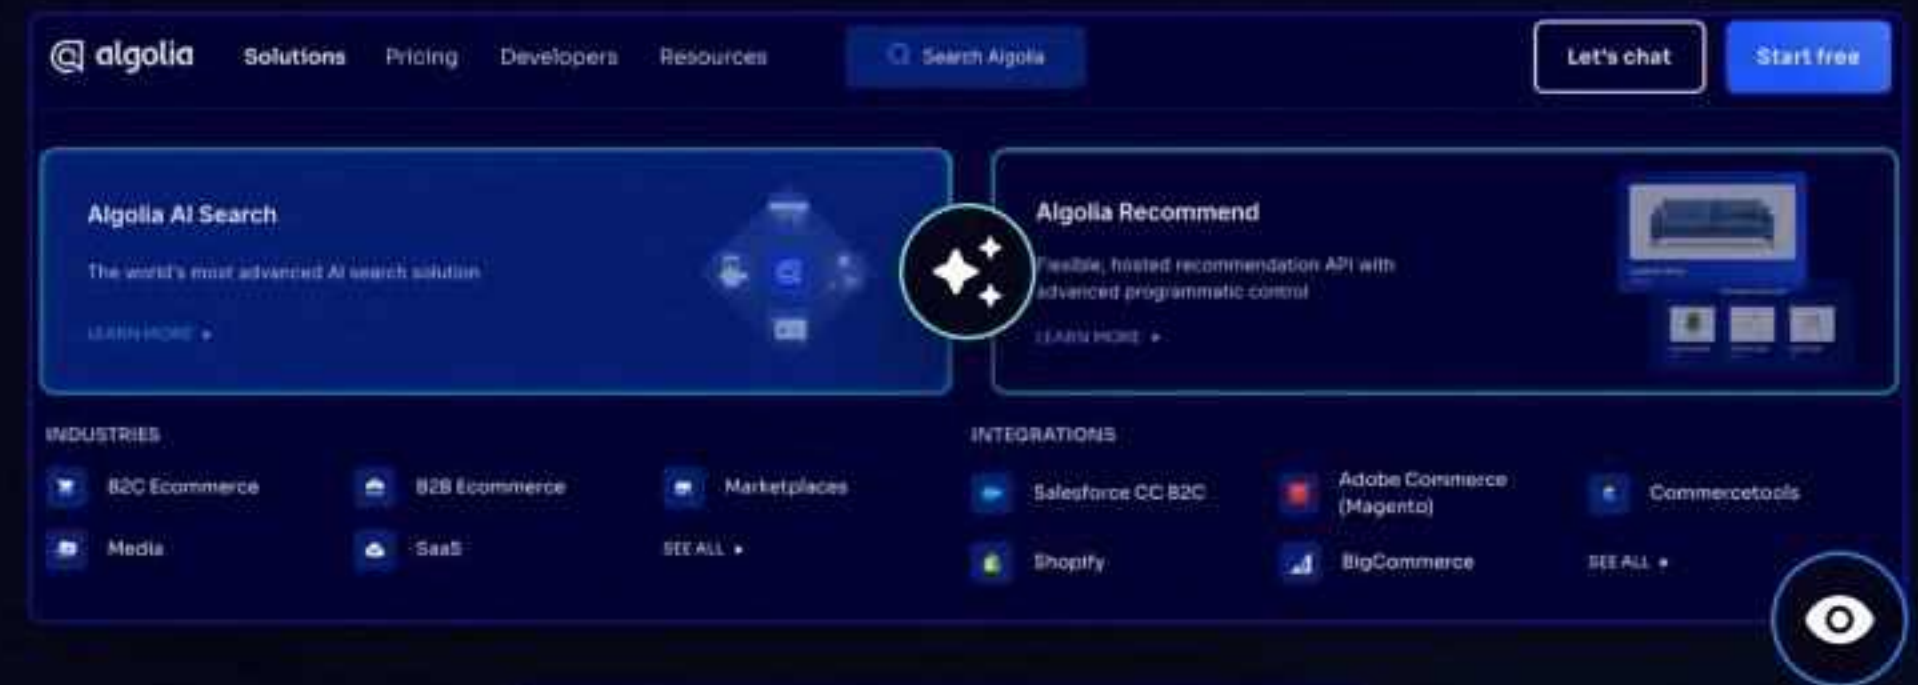 algolia
Solutions
Pricing
Developers
Resources
Search Algolia
Let's chat
Start free
Algolia AI Search
The world's most advanced AI search solution
LEARN MORE
Algolia Recommend
Flexible, hosted recommendation API with
advanced programmatic control
LEARN MORE
INDUSTRIES
B2C Ecommerce
B2B Ecommerce
Marketplaces
Media
SaaS
SEE ALL
INTEGRATIONS
Salesforce CC B2C
Adobe Commerce
(Magento)
Commercetools
Shopify
BigCommerce
SEE ALL